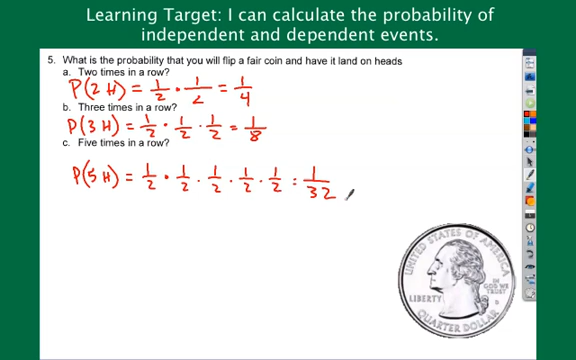 Learning Target: I can calculate the probability of
independent and dependent events.
5. What is the probability that you will flip a fair coin and have it land on heads
a. Two times in a row?
P(2 H) = 1/2 · 1/2 = 1/4
b. Three times in a row?
P(3 H) = 1/2 · 1/2 · 1/2 = 1/8
c. Five times in a row?
P(5 H) = 1/2 · 1/2 · 1/2 · 1/2 · 1/2 = 1/32
UNITED STATES OF AMERICA
LIBERTY
IN
GOD WE
TRUST
QUARTER DOLLAR